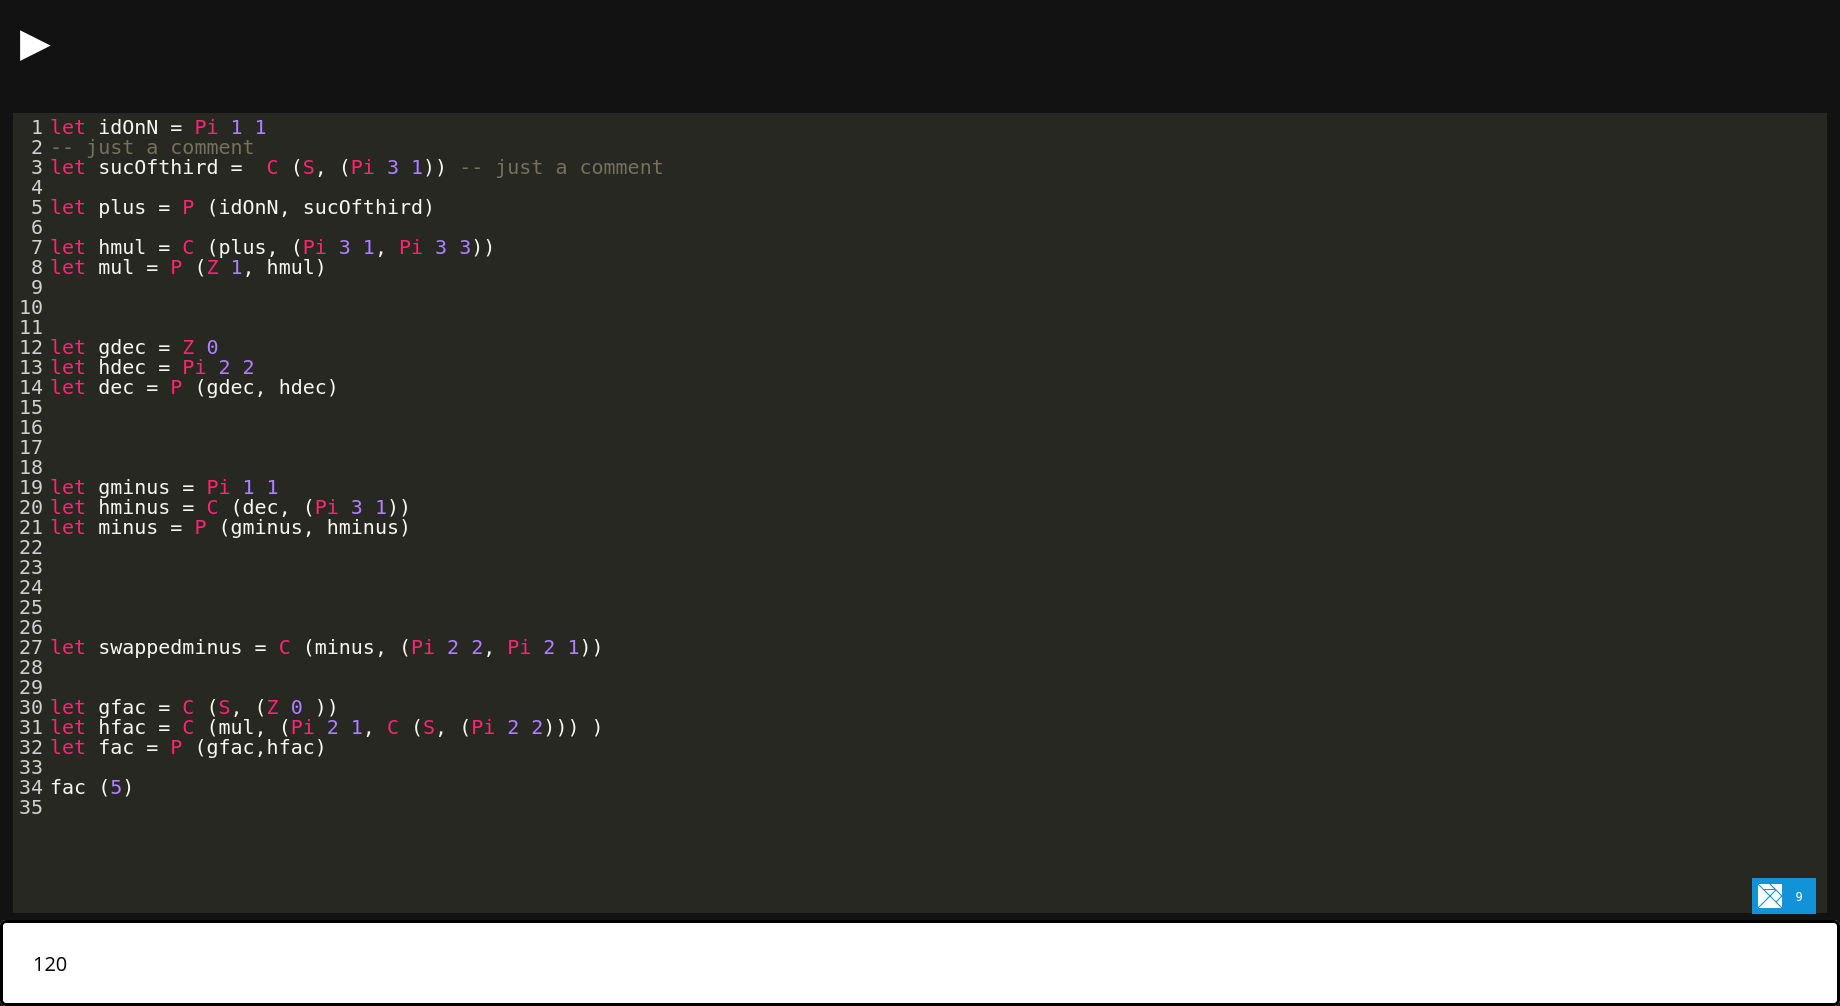 1 let idOnN = Pi 1 1
2 -- just a comment
3 let sucOfthird =  C (S, (Pi 3 1)) -- just a comment
4
5 let plus = P (idOnN, sucOfthird)
6
7 let hmul = C (plus, (Pi 3 1, Pi 3 3))
8 let mul = P (Z 1, hmul)
9
10
11
12 let gdec = Z 0
13 let hdec = Pi 2 2
14 let dec = P (gdec, hdec)
15
16
17
18
19 let gminus = Pi 1 1
20 let hminus = C (dec, (Pi 3 1))
21 let minus = P (gminus, hminus)
22
23
24
25
26
27 let swappedminus = C (minus, (Pi 2 2, Pi 2 1))
28
29
30 let gfac = C (S, (Z 0 ))
31 let hfac = C (mul, (Pi 2 1, C (S, (Pi 2 2))) )
32 let fac = P (gfac,hfac)
33
34 fac (5)
35
9
120